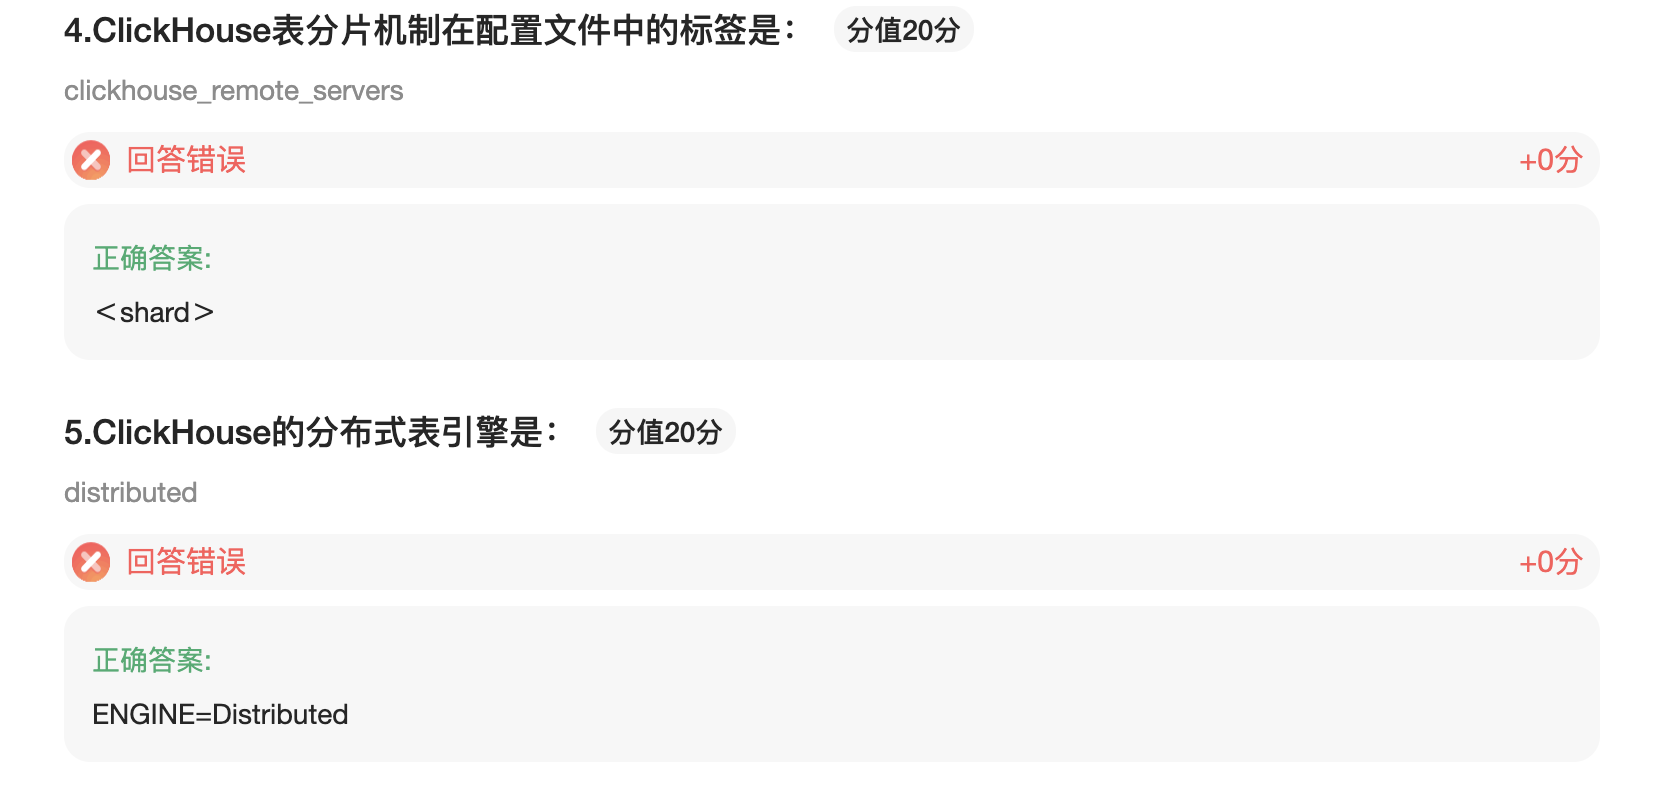 4.ClickHouse表分片机制在配置文件中的标签是： 分值20分
clickhouse_remote_servers
回答错误 +0分
正确答案:
＜shard＞
5.ClickHouse的分布式表引擎是： 分值20分
distributed
回答错误 +0分
正确答案:
ENGINE=Distributed